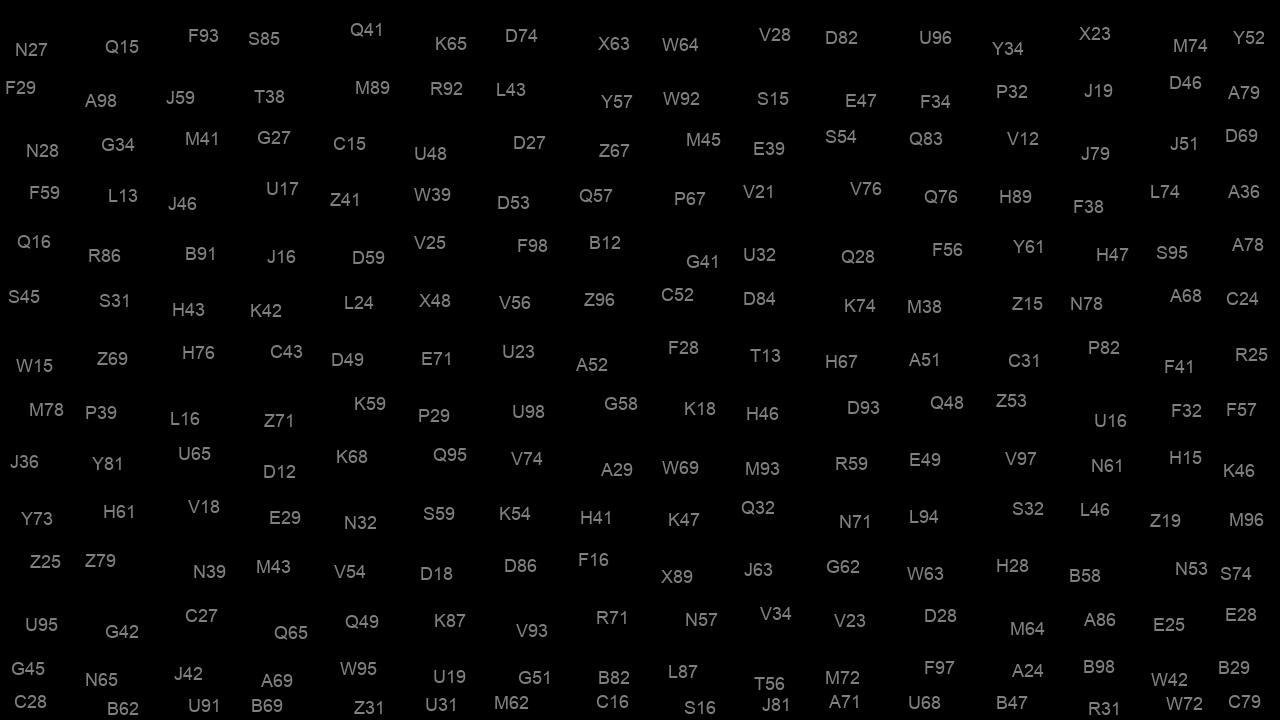 N27 Q15 F93 S85 Q41 K65 D74 X63 W64 V28 D82 U96 Y34 X23 M74 Y52
F29 A98 J59 T38 M89 R92 L43 Y57 W92 S15 E47 F34 P32 J19 D46 A79
N28 G34 M41 G27 C15 U48 D27 Z67 M45 E39 S54 Q83 V12 J79 J51 D69
F59 L13 J46 U17 Z41 W39 D53 Q57 P67 V21 V76 Q76 H89 F38 L74 A36
Q16 R86 B91 J16 D59 V25 F98 B12 G41 U32 Q28 F56 Y61 H47 S95 A78
S45 S31 H43 K42 L24 X48 V56 Z96 C52 D84 K74 M38 Z15 N78 A68 C24
W15 Z69 H76 C43 D49 E71 U23 A52 F28 T13 H67 A51 C31 P82 F41 R25
M78 P39 L16 Z71 K59 P29 U98 G58 K18 H46 D93 Q48 Z53 U16 F32 F57
J36 Y81 U65 D12 K68 Q95 V74 A29 W69 M93 R59 E49 V97 N61 H15 K46
Y73 H61 V18 E29 N32 S59 K54 H41 K47 Q32 N71 L94 S32 L46 Z19 M96
Z25 Z79 N39 M43 V54 D18 D86 F16 X89 J63 G62 W63 H28 B58 N53 S74
U95 G42 C27 Q65 Q49 K87 V93 R71 N57 V34 V23 D28 M64 A86 E25 E28
G45 N65 J42 A69 W95 U19 G51 B82 L87 T56 M72 F97 A24 B98 W42 B29
C28 B62 U91 B69 Z31 U31 M62 C16 S16 J81 A71 U68 B47 R31 W72 C79